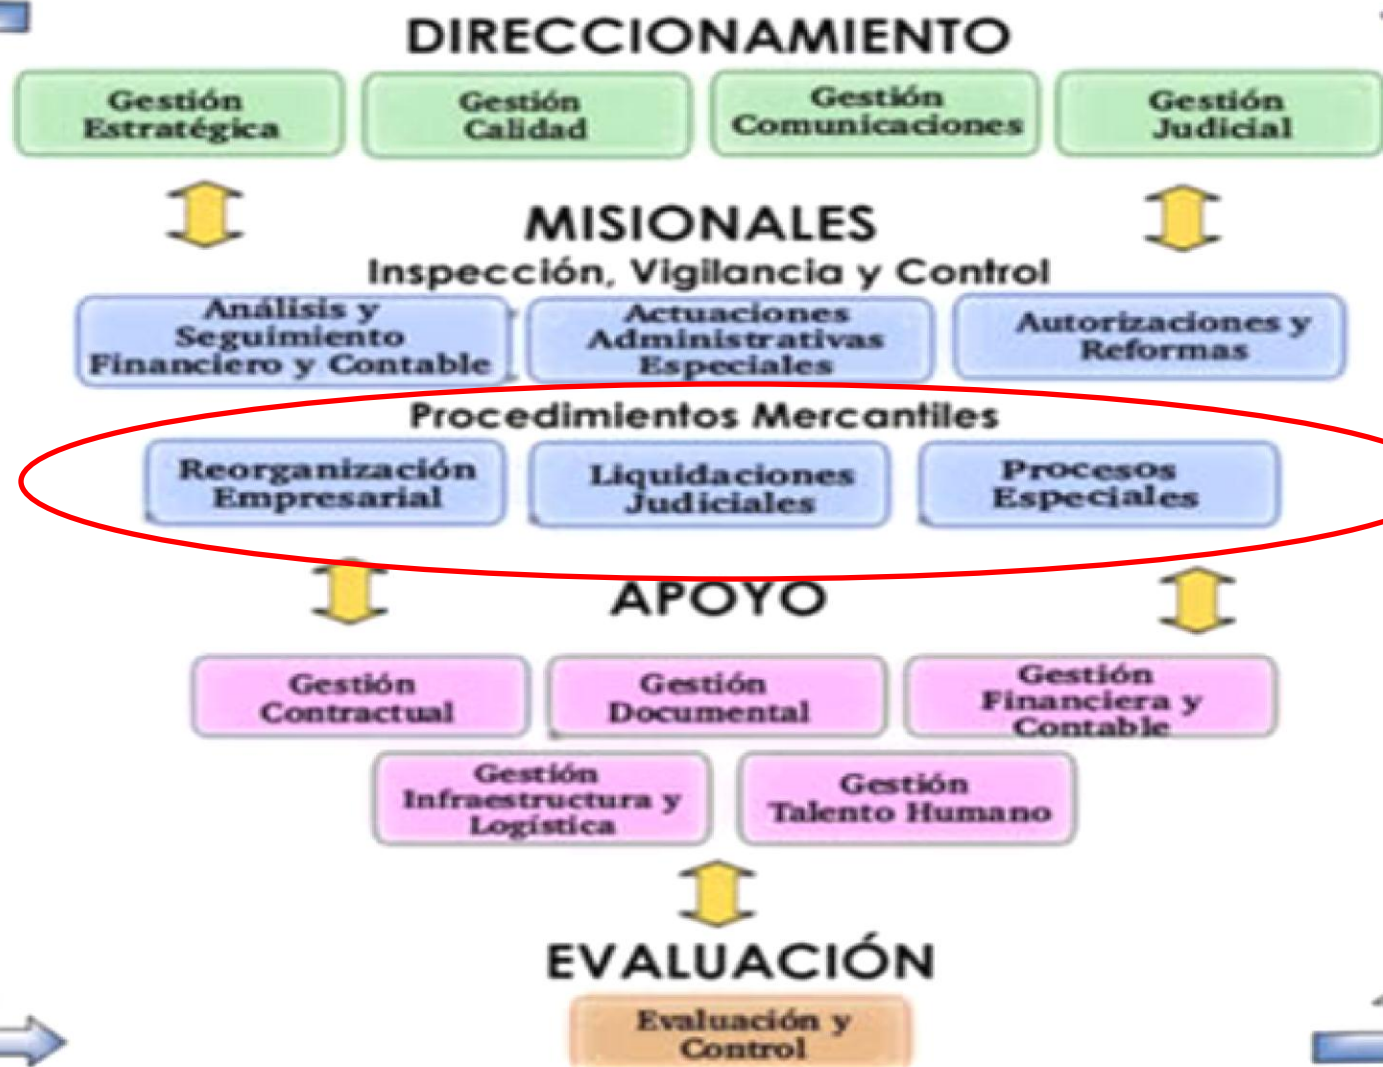 DIRECCIONAMIENTO
Gestión
Estratégica
Gestión
Calidad
Gestión
Comunicaciones
Gestión
Judicial
MISIONALES
Inspección, Vigilancia y Control
Análisis y
Seguimiento
Financiero y Contable
Actuaciones
Administrativas
Especiales
Autorizaciones y
Reformas
Procedimientos Mercantiles
Reorganización
Empresarial
Liquidaciones
Judiciales
Procesos
Especiales
APOYO
Gestión
Contractual
Gestión
Documental
Gestión
Financiera y
Contable
Gestión
Infraestructura y
Logística
Gestión
Talento Humano
EVALUACIÓN
Evaluación y
Control